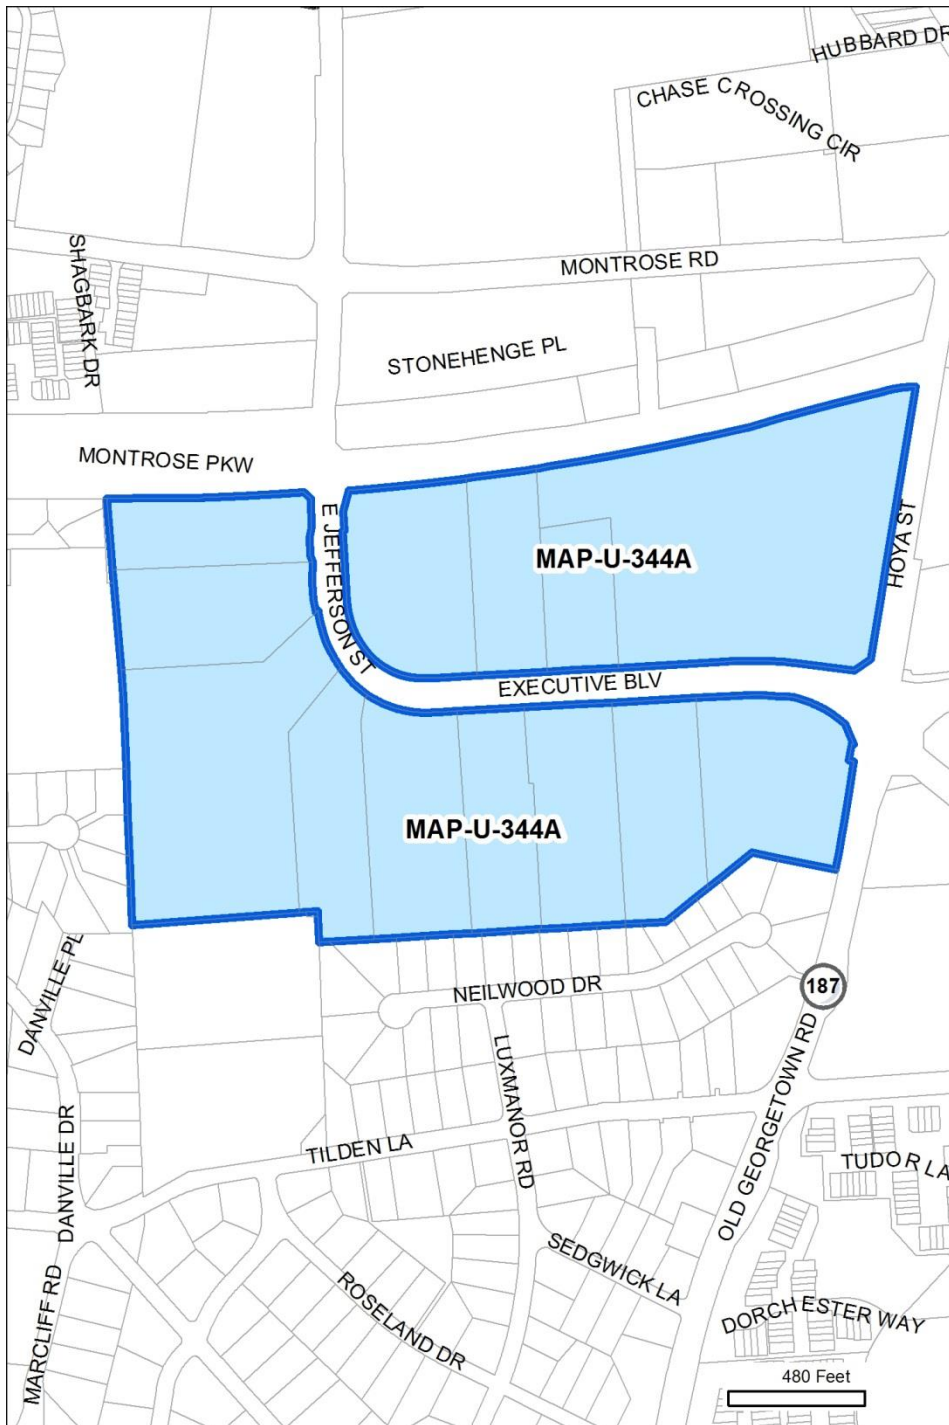 HUBBARD DR
CHASE CROSSING CIR
MONTROSE RD
SHAGBARK DR
STONEHENGE PL
MONTROSE PKW
E JEFFERSON ST
MAP-U-344A
HOYA ST
EXECUTIVE BLV
MAP-U-344A
DANVILLE PL
NEILWOOD DR
187
LUXMANOR RD
OLD GEORGETOWN RD
TILDEN LA
DANVILLE DR
TUDOR LA
SEDGWICK LA
MARCLIFF RD
ROSELAND DR
DORCHESTER WAY
480 Feet